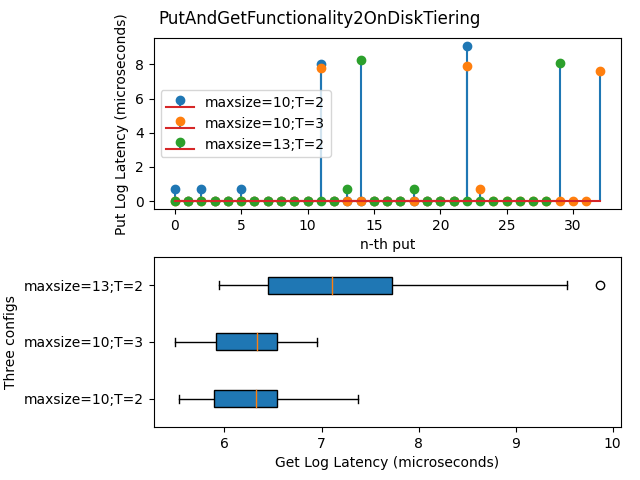 PutAndGetFunctionality2OnDiskTiering
Put Log Latency (microseconds)
8
6
4
2
0
maxsize=10;T=2
maxsize=10;T=3
maxsize=13;T=2
0 5 10 15 20 25 30
n-th put
Three configs
maxsize=13;T=2
maxsize=10;T=3
maxsize=10;T=2
6 7 8 9 10
Get Log Latency (microseconds)